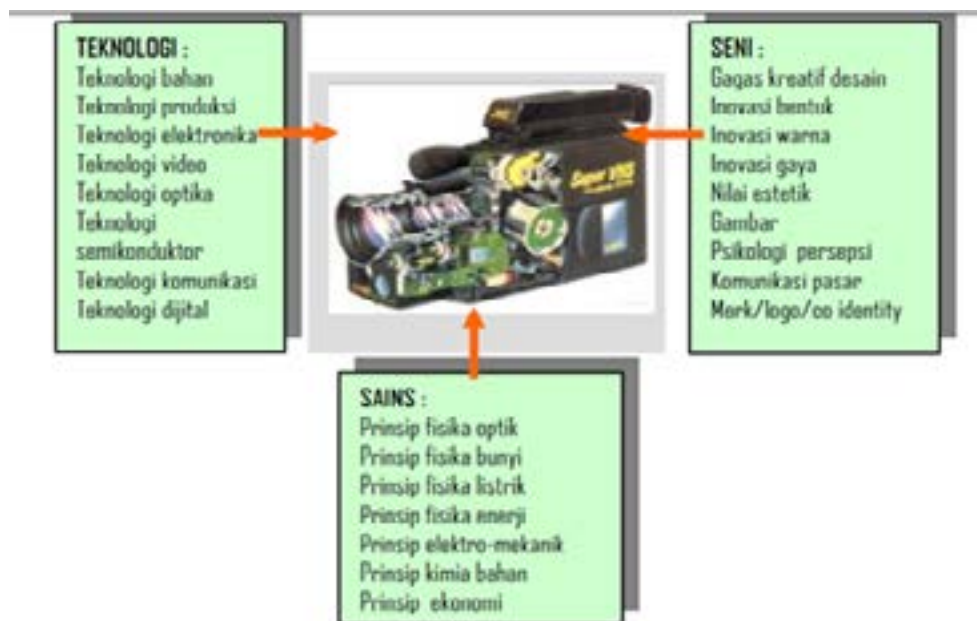 TEKNOLOGI :
Teknologi bahan
Teknologi produksi
Teknologi elektronika
Teknologi video
Teknologi optika
Teknologi
semikonduktor
Teknologi komunikasi
Teknologi dijital
Super VHS
SENI :
Gagas kreatif desain
Inovasi bentuk
Inovasi warna
Inovasi gaya
Nilai estetik
Gambar
Psikologi persepsi
Komunikasi pasar
Merk/logo/co identity
SAINS :
Prinsip fisika optik
Prinsip fisika bunyi
Prinsip fisika listrik
Prinsip fisika enerji
Prinsip elektro-mekanik
Prinsip kimia bahan
Prinsip ekonomi